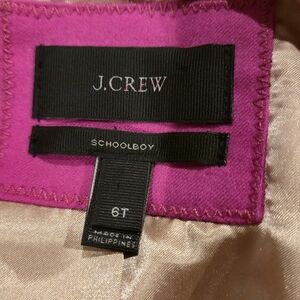 J.CREW
SCHOOLBOY
6T
MADE IN
PHILIPPINES